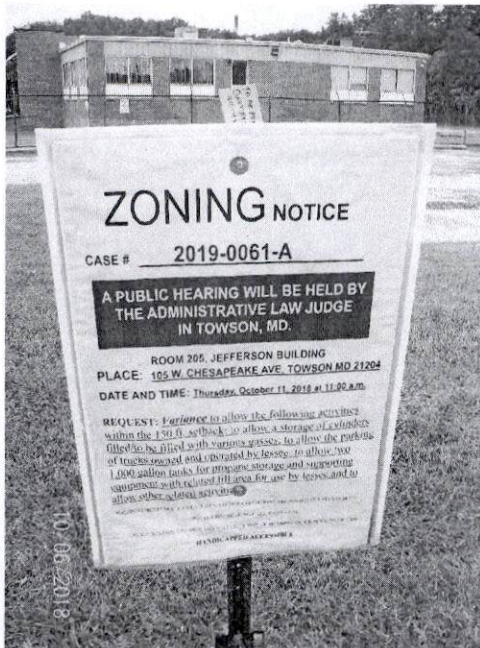 ZONING NOTICE
CASE # 2019-0061-A
A PUBLIC HEARING WILL BE HELD BY
THE ADMINISTRATIVE LAW JUDGE
IN TOWSON, MD.
ROOM 205, JEFFERSON BUILDING
PLACE: 105 W. CHESAPEAKE AVE, TOWSON MD 21204
DATE AND TIME: Thursday, October 11, 2018 at 11:00 a.m.
REQUEST: Variance to allow the following activities
within the 150 ft. setback: to allow a storage of cylinders
filled/to be filled with various gasses, to allow the parking
of trucks owned and operated by lessee, to allow two
1,000 gallon tanks for propane storage and supporting
equipment with related fill area for use by lessee and to
allow other related
HANDICAPPED ACCESSIBLE
10/06/2018